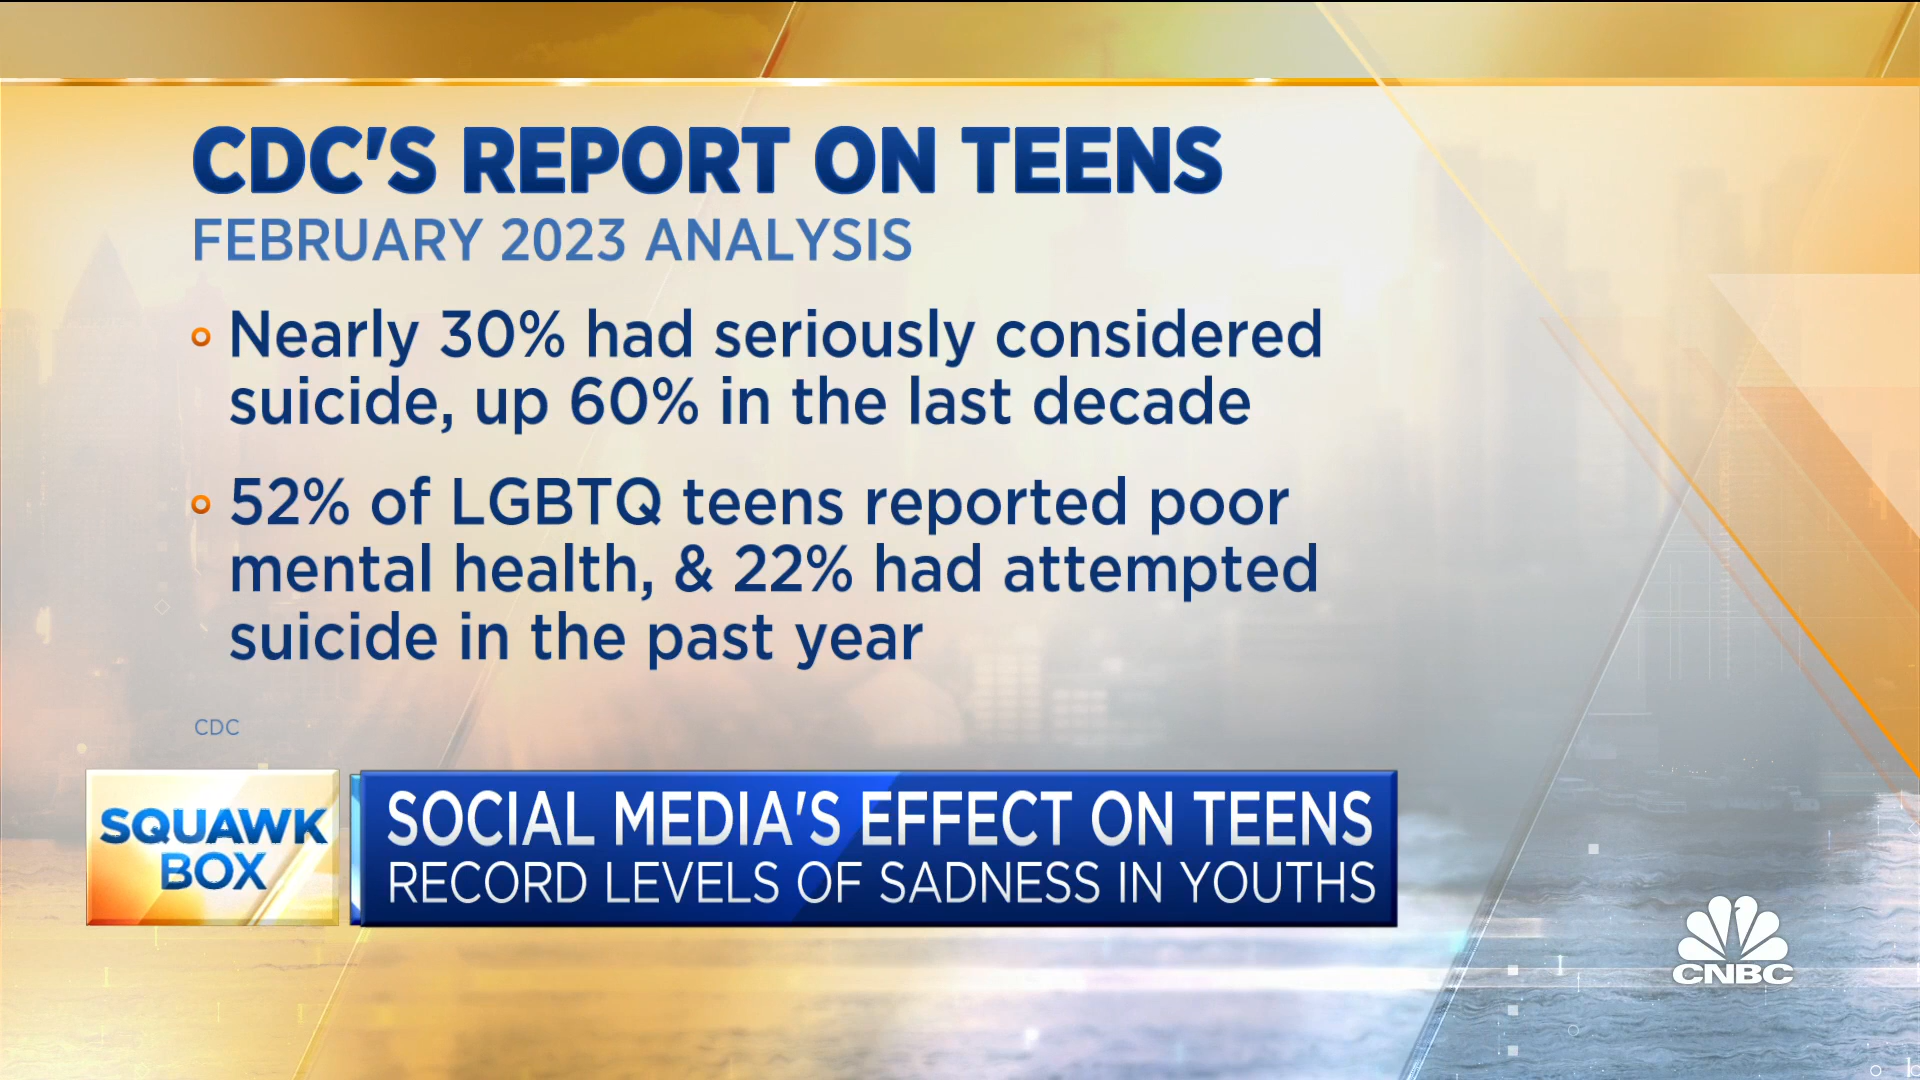 CDC'S REPORT ON TEENS
FEBRUARY 2023 ANALYSIS
Nearly 30% had seriously considered
suicide, up 60% in the last decade
52% of LGBTQ teens reported poor
mental health, & 22% had attempted
suicide in the past year
CDC
SQUAWK
BOX
SOCIAL MEDIA'S EFFECT ON TEENS
RECORD LEVELS OF SADNESS IN YOUTHS
CNBC